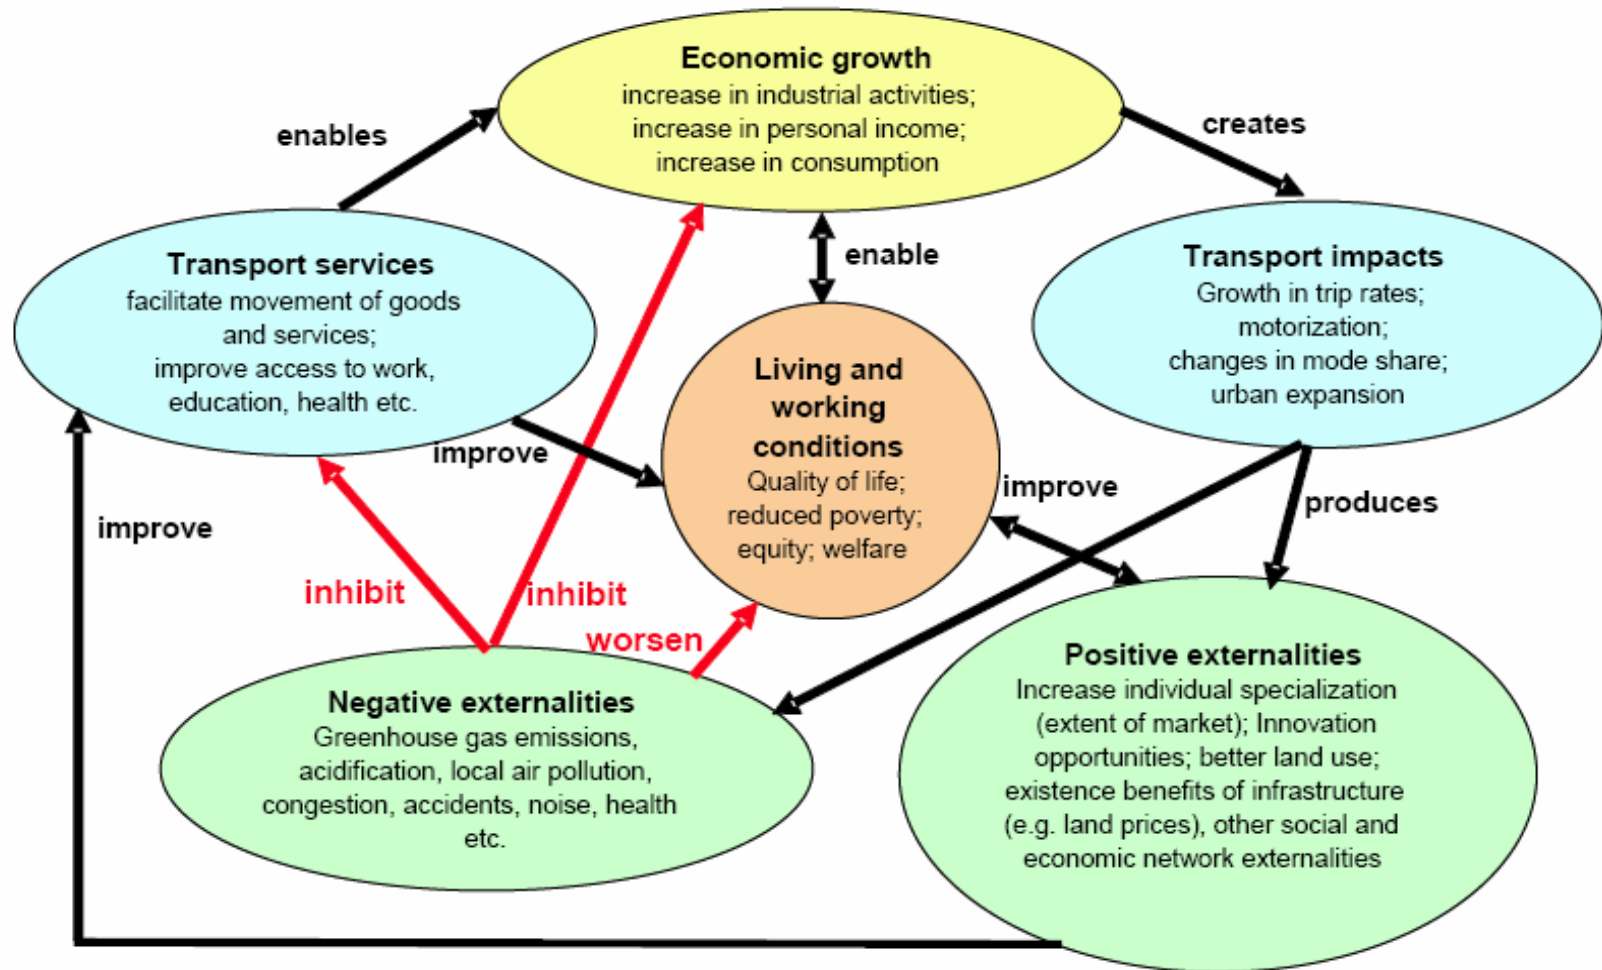 Economic growth
increase in industrial activities;
increase in personal income;
increase in consumption
enables
creates
Transport services
facilitate movement of goods
and services;
improve access to work,
education, health etc.
enable
Transport impacts
Growth in trip rates;
motorization;
changes in mode share;
urban expansion
Living and
working
conditions
Quality of life;
reduced poverty;
equity; welfare
improve
improve
improve
produces
inhibit
inhibit
worsen
Negative externalities
Greenhouse gas emissions,
acidification, local air pollution,
congestion, accidents, noise, health
etc.
Positive externalities
Increase individual specialization
(extent of market); Innovation
opportunities; better land use;
existence benefits of infrastructure
(e.g. land prices), other social and
economic network externalities